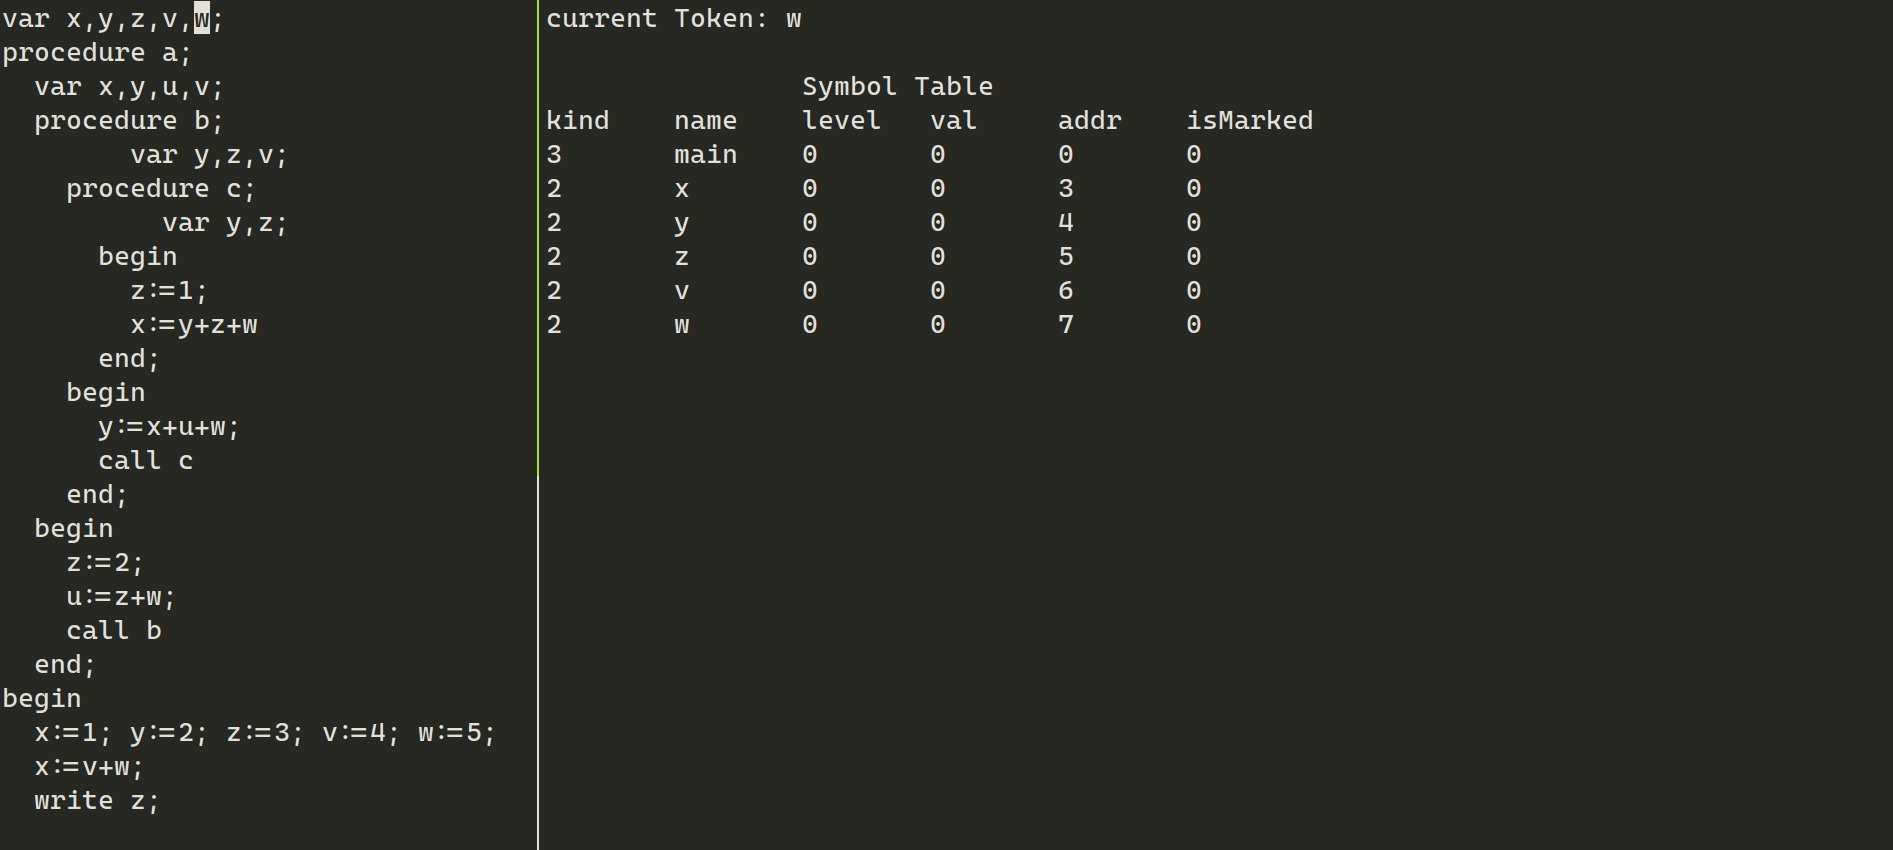 var x,y,z,v,w;
procedure a;
  var x,y,u,v;
  procedure b;
        var y,z,v;
    procedure c;
          var y,z;
      begin
        z:=1;
        x:=y+z+w
      end;
    begin
      y:=x+u+w;
      call c
    end;
  begin
    z:=2;
    u:=z+w;
    call b
  end;
begin
  x:=1; y:=2; z:=3; v:=4; w:=5;
  x:=v+w;
  write z;
current Token: w
Symbol Table
kind    name    level   val     addr    isMarked
3       main    0       0       0       0
2       x       0       0       3       0
2       y       0       0       4       0
2       z       0       0       5       0
2       v       0       0       6       0
2       w       0       0       7       0